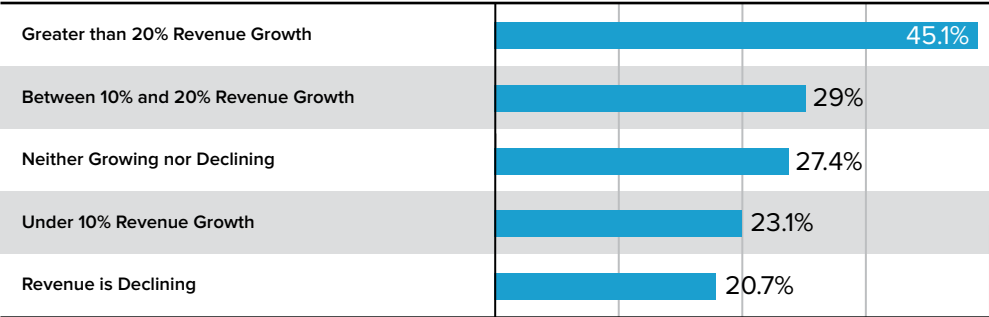 Greater than 20% Revenue Growth 45.1%
Between 10% and 20% Revenue Growth 29%
Neither Growing nor Declining 27.4%
Under 10% Revenue Growth 23.1%
Revenue is Declining 20.7%